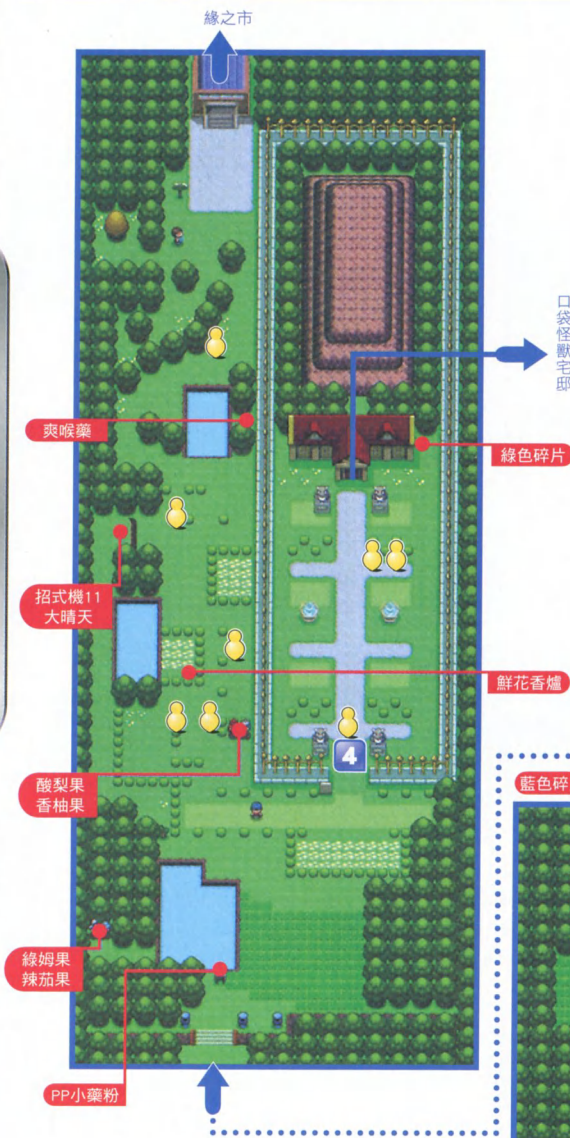 緣之市
口袋怪獸宅邸
爽喉藥
綠色碎片
招式機11
大晴天
鮮花香爐
4
酸梨果
香柚果
藍色碎
綠姆果
辣茄果
PP小藥粉